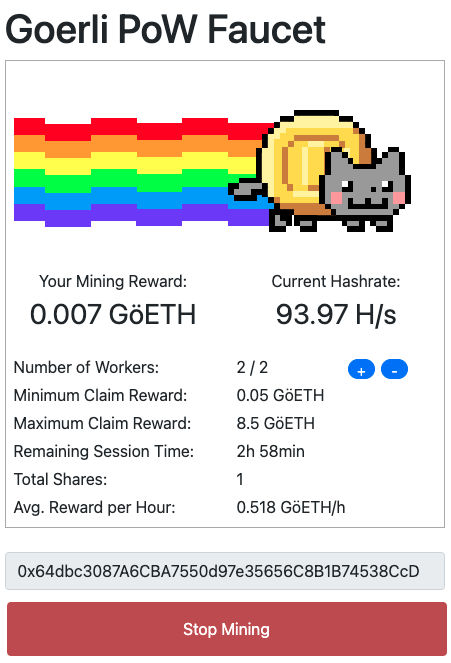 Goerli PoW Faucet
Your Mining Reward: Current Hashrate:
0.007 GöETH 93.97 H/s
Number of Workers: 2 / 2 + -
Minimum Claim Reward: 0.05 GöETH
Maximum Claim Reward: 8.5 GöETH
Remaining Session Time: 2h 58min
Total Shares: 1
Avg. Reward per Hour: 0.518 GöETH/h
0x64dbc3087A6CBA7550d97e35656C8B1B74538CcD
Stop Mining